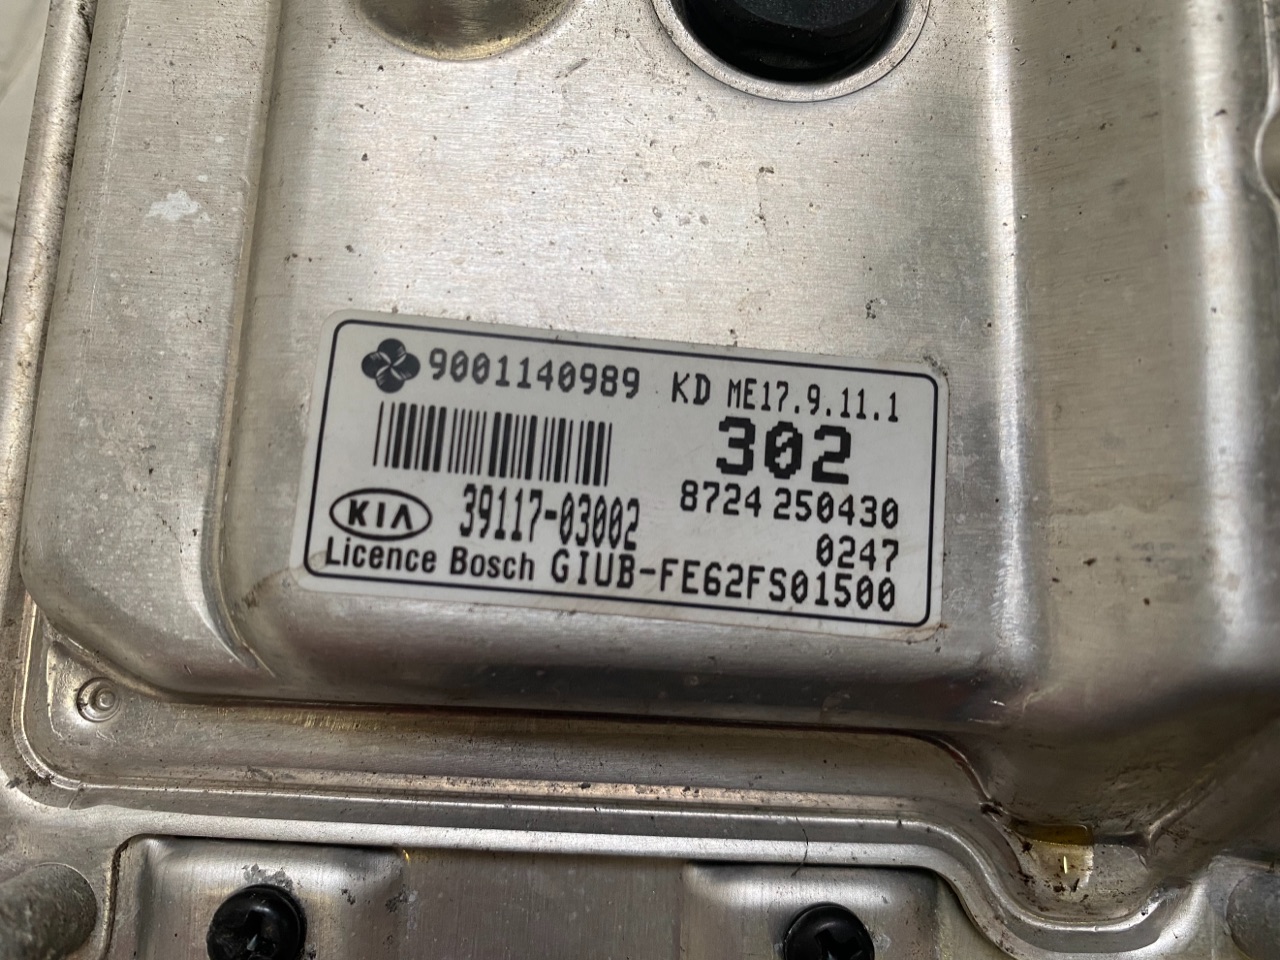 9001140989 KD ME17.9.11.1
302
39117-03002 8724 250430
KIA 0247
Licence Bosch GIUB-FE62FS01500